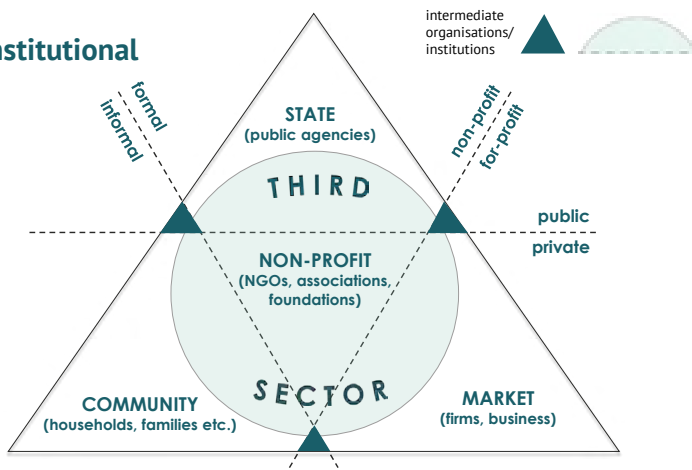 intermediate
organisations/
institutions
nstitutional
formal
informal
non-profit
for-profit
STATE
(public agencies)
THIRD
public
private
NON-PROFIT
(NGOs, associations,
foundations)
SECTOR
COMMUNITY
(households, families etc.)
MARKET
(firms, business)